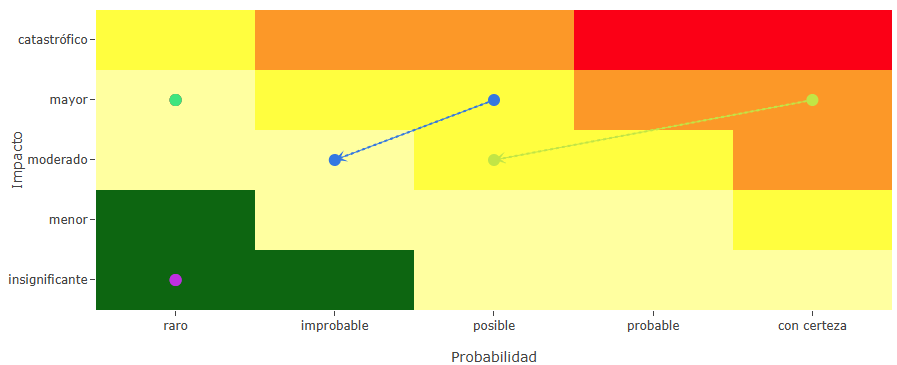 catastrófico
mayor
moderado
menor
insignificante
Impacto
raro
improbable
posible
probable
con certeza
Probabilidad